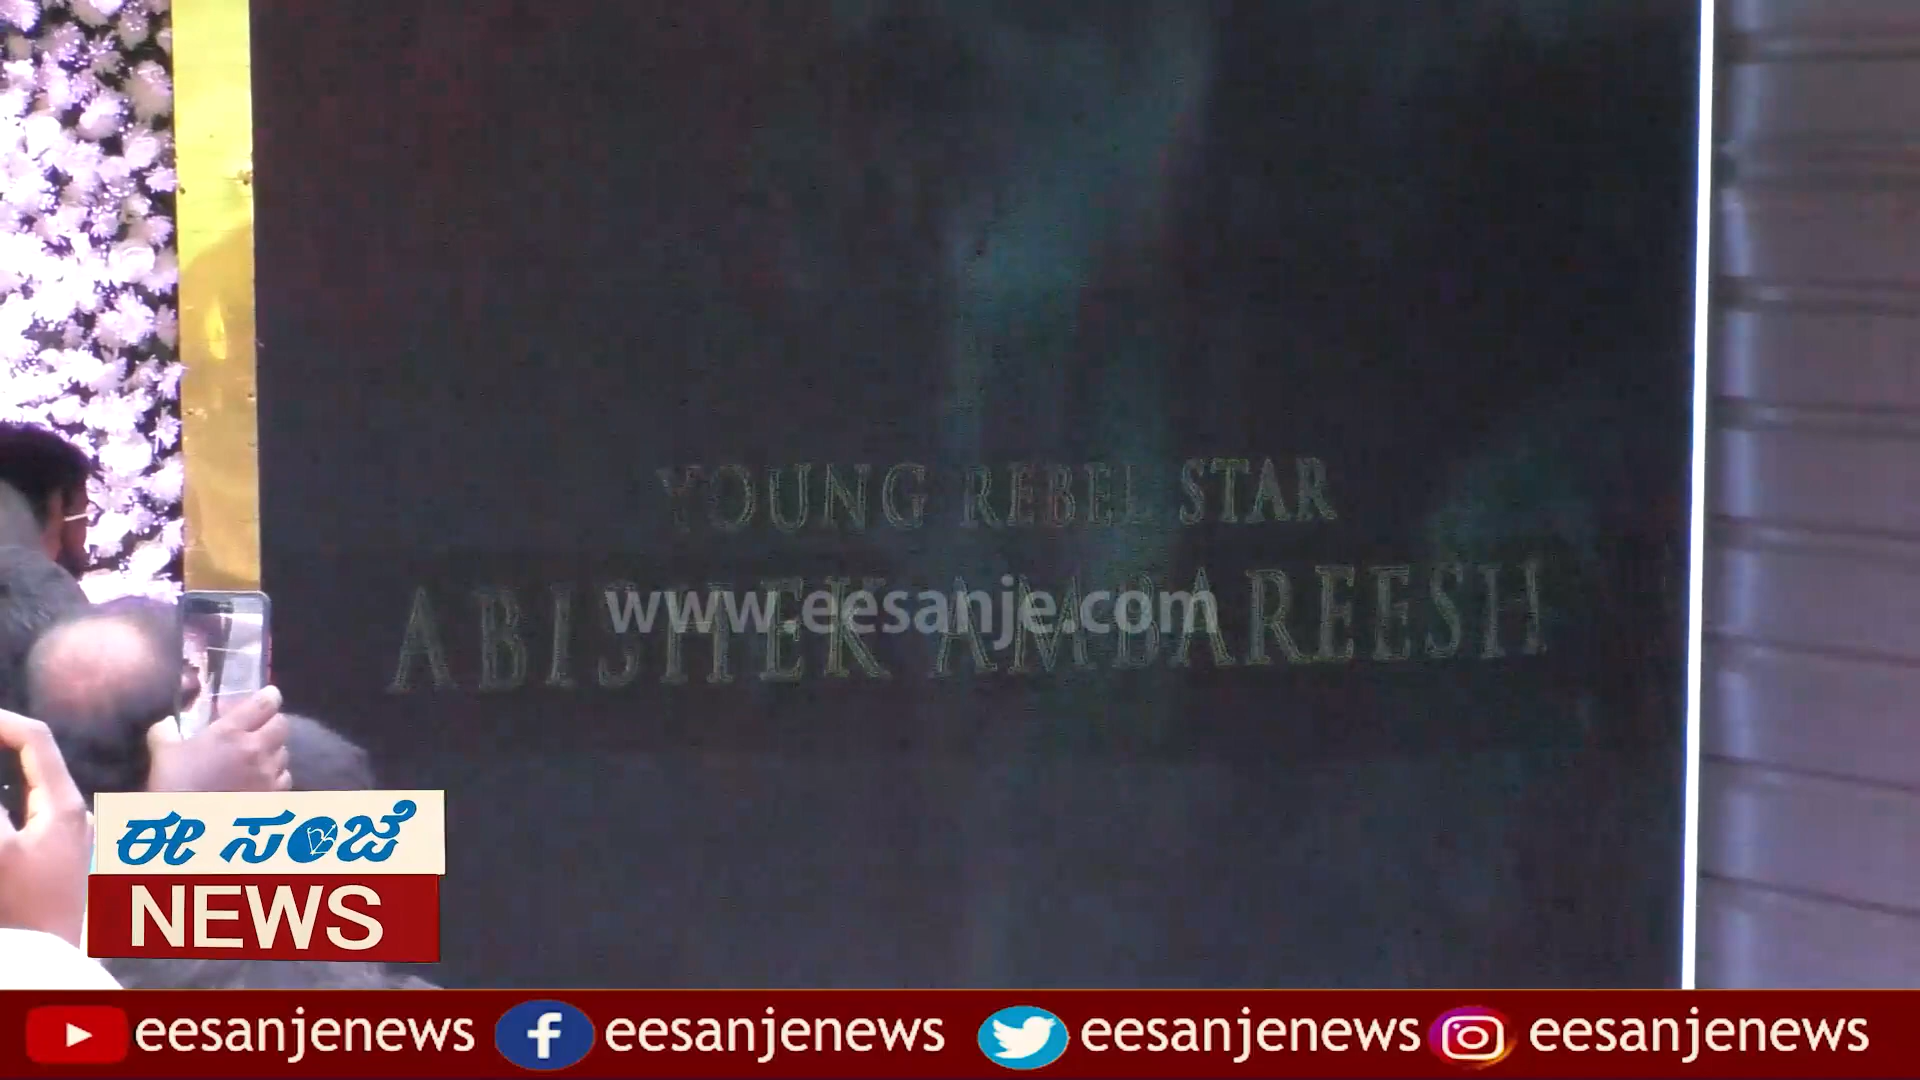 YOUNG REBEL STAR
ABISHEK AMBAREESH
www.eesanje.com
ಈ ಸಂಜೆ
NEWS
eesanjenews eesanjenews eesanjenews eesanjenews